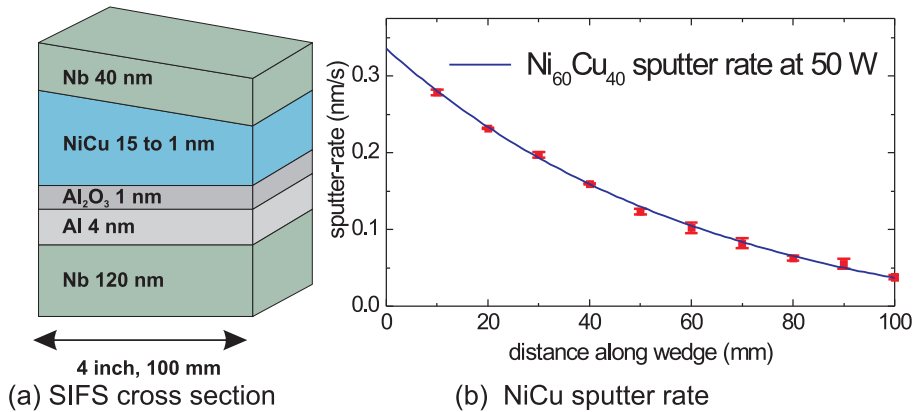 Nb 40 nm
NiCu 15 to 1 nm
Al₂O₃ 1 nm
Al 4 nm
Nb 120 nm
4 inch, 100 mm
(a) SIFS cross section
sputter-rate (nm/s)
0.3
0.2
0.1
0.0
Ni₆₀Cu₄₀ sputter rate at 50 W
0 20 40 60 80 100
distance along wedge (mm)
(b) NiCu sputter rate